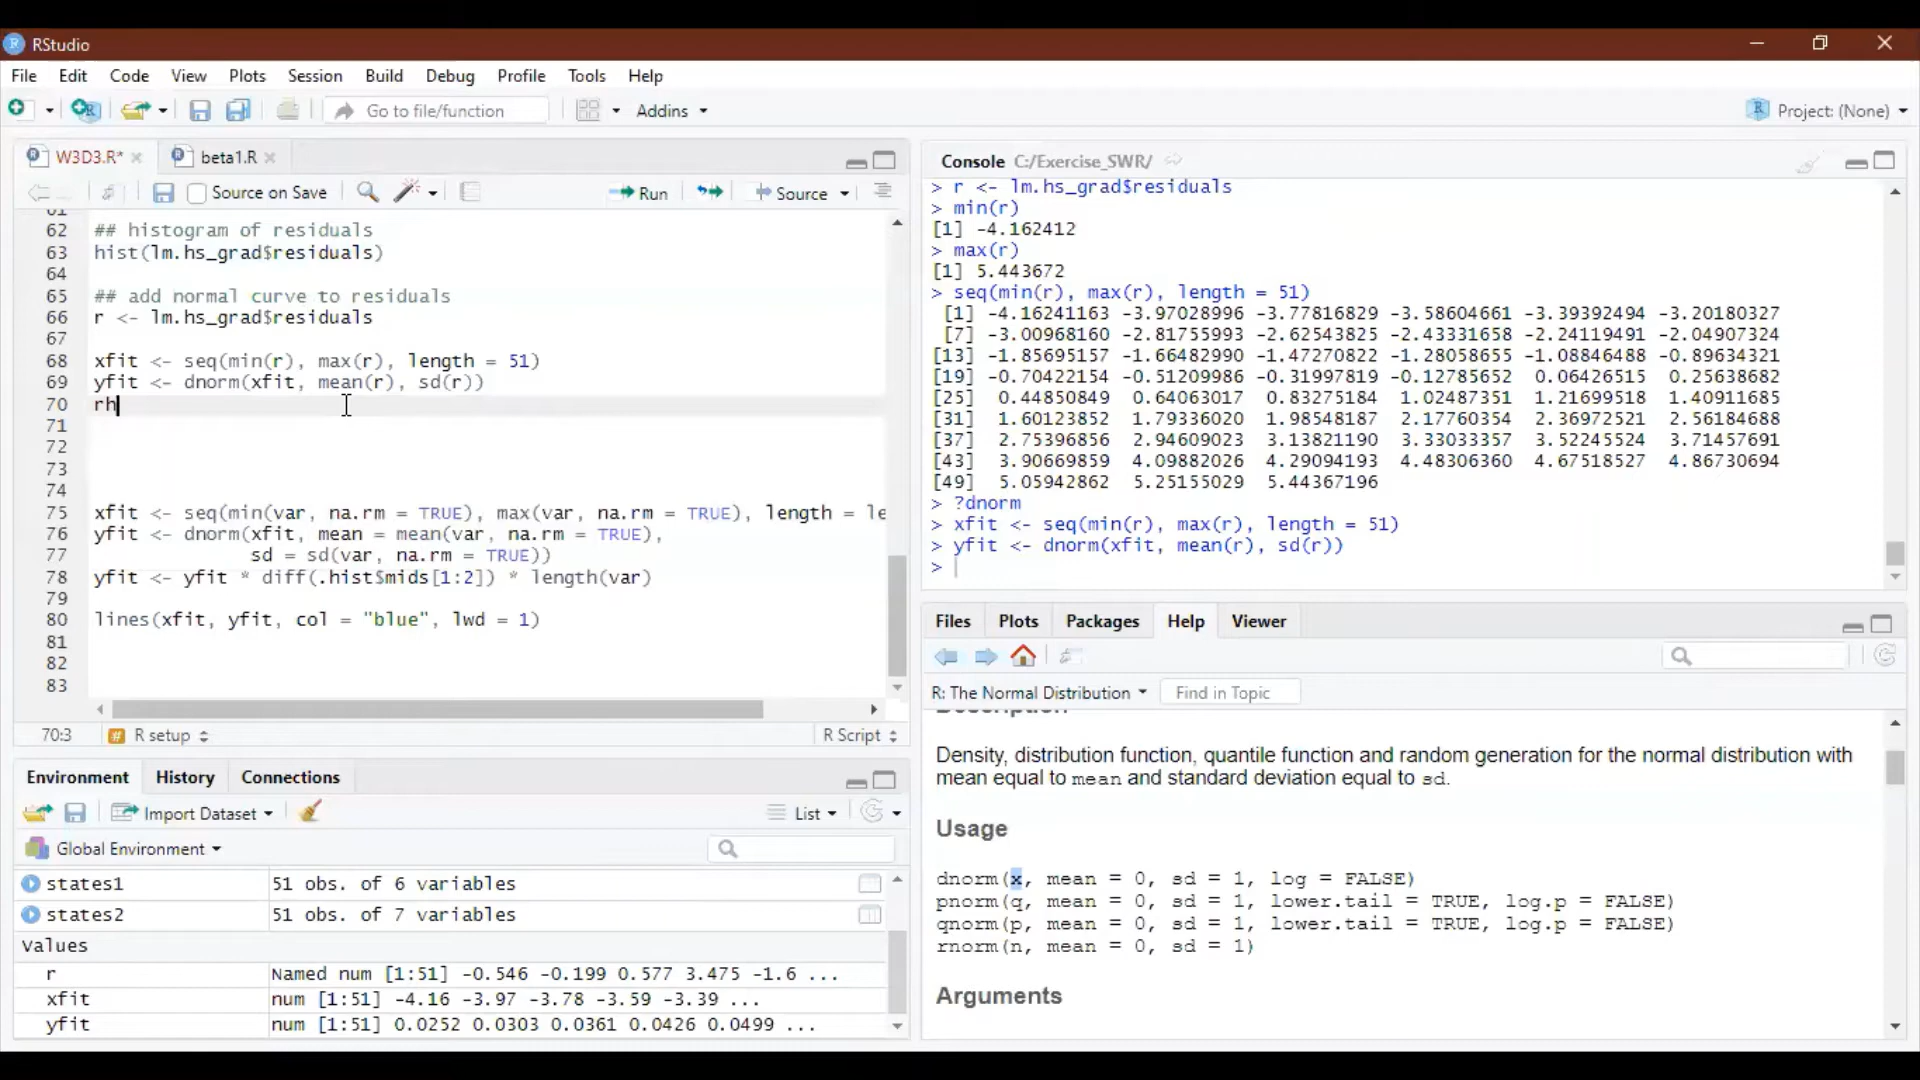 RStudio
File Edit Code View Plots Session Build Debug Profile Tools Help
Go to file/function Addins Project: (None)
W3D3.R* beta1.R
Source on Save Run Source
62 ## histogram of residuals
63 hist(lm.hs_grad$residuals)
64
65 ## add normal curve to residuals
66 r <- lm.hs_grad$residuals
67
68 xfit <- seq(min(r), max(r), length = 51)
69 yfit <- dnorm(xfit, mean(r), sd(r))
70 rh
71
72
73
74
75 xfit <- seq(min(var, na.rm = TRUE), max(var, na.rm = TRUE), length = le
76 yfit <- dnorm(xfit, mean = mean(var, na.rm = TRUE),
77 sd = sd(var, na.rm = TRUE))
78 yfit <- yfit * diff(.hist$mids[1:2]) * length(var)
79
80 lines(xfit, yfit, col = "blue", lwd = 1)
81
82
83
70:3 # R setup R Script
Environment History Connections
Import Dataset List
Global Environment
states1 51 obs. of 6 variables
states2 51 obs. of 7 variables
Values
r Named num [1:51] -0.546 -0.199 0.577 3.475 -1.6 ...
xfit num [1:51] -4.16 -3.97 -3.78 -3.59 -3.39 ...
yfit num [1:51] 0.0252 0.0303 0.0361 0.0426 0.0499 ...
Console C:/Exercise_SWR/
> r <- lm.hs_grad$residuals
> min(r)
[1] -4.162412
> max(r)
[1] 5.443672
> seq(min(r), max(r), length = 51)
[1] -4.16241163 -3.97028996 -3.77816829 -3.58604661 -3.39392494 -3.20180327
[7] -3.00968160 -2.81755993 -2.62543825 -2.43331658 -2.24119491 -2.04907324
[13] -1.85695157 -1.66482990 -1.47270822 -1.28058655 -1.08846488 -0.89634321
[19] -0.70422154 -0.51209986 -0.31997819 -0.12785652 0.06426515 0.25638682
[25] 0.44850849 0.64063017 0.83275184 1.02487351 1.21699518 1.40911685
[31] 1.60123852 1.79336020 1.98548187 2.17760354 2.36972521 2.56184688
[37] 2.75396856 2.94609023 3.13821190 3.33033357 3.52245524 3.71457691
[43] 3.90669859 4.09882026 4.29094193 4.48306360 4.67518527 4.86730694
[49] 5.05942862 5.25155029 5.44367196
> ?dnorm
> xfit <- seq(min(r), max(r), length = 51)
> yfit <- dnorm(xfit, mean(r), sd(r))
>
Files Plots Packages Help Viewer
R: The Normal Distribution Find in Topic
Description
Density, distribution function, quantile function and random generation for the normal distribution with
mean equal to mean and standard deviation equal to sd.
Usage
dnorm(x, mean = 0, sd = 1, log = FALSE)
pnorm(q, mean = 0, sd = 1, lower.tail = TRUE, log.p = FALSE)
qnorm(p, mean = 0, sd = 1, lower.tail = TRUE, log.p = FALSE)
rnorm(n, mean = 0, sd = 1)
Arguments